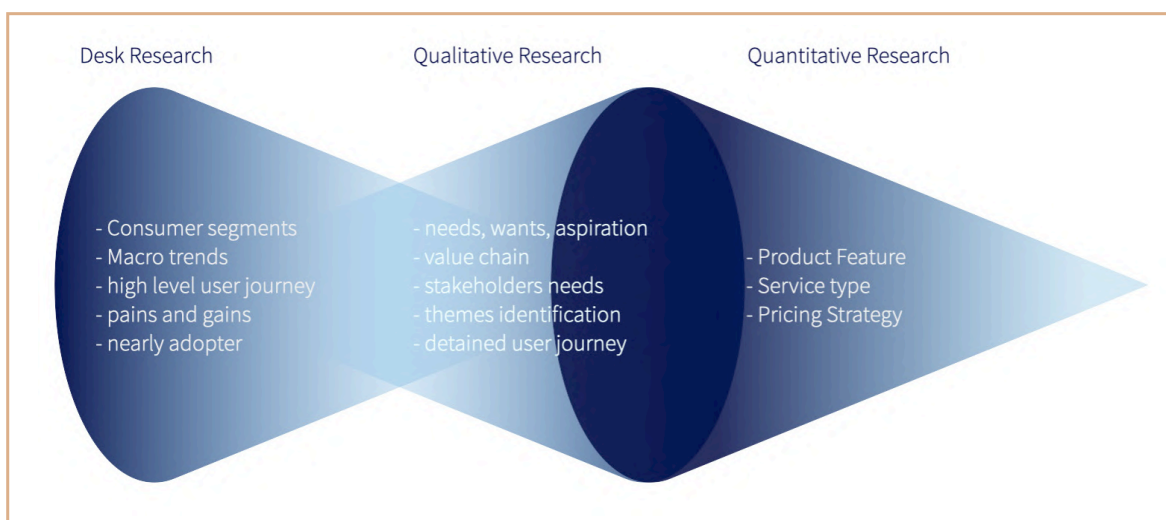 Desk Research
- Consumer segments
- Macro trends
- high level user journey
- pains and gains
- nearly adopter
Qualitative Research
- needs, wants, aspiration
- value chain
- stakeholders needs
- themes identification
- detained user journey
Quantitative Research
- Product Feature
- Service type
- Pricing Strategy